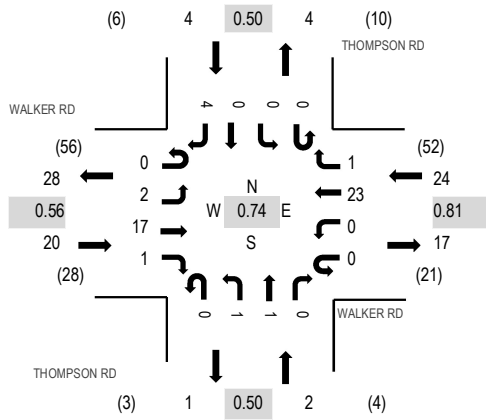 (6) 4 0.50 4 (10)
THOMPSON RD
WALKER RD
4 0 0 0
(56) (52)
0 1
28 24
2 N 23
0.56 W 0.74 E 0.81
17 S 0
20 17
1 0
(28) (21)
0 1 1 0
WALKER RD
THOMPSON RD
(3) 1 0.50 2 (4)